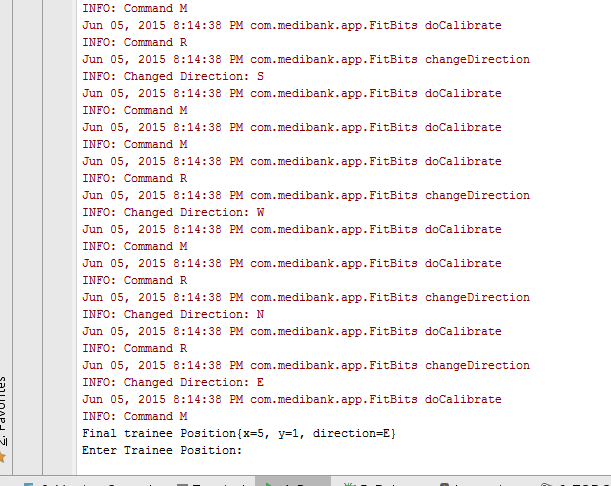 INFO: Command M
Jun 05, 2015 8:14:38 PM com.medibank.app.FitBits doCalibrate
INFO: Command R
Jun 05, 2015 8:14:38 PM com.medibank.app.FitBits changeDirection
INFO: Changed Direction: S
Jun 05, 2015 8:14:38 PM com.medibank.app.FitBits doCalibrate
INFO: Command M
Jun 05, 2015 8:14:38 PM com.medibank.app.FitBits doCalibrate
INFO: Command M
Jun 05, 2015 8:14:38 PM com.medibank.app.FitBits doCalibrate
INFO: Command R
Jun 05, 2015 8:14:38 PM com.medibank.app.FitBits changeDirection
INFO: Changed Direction: W
Jun 05, 2015 8:14:38 PM com.medibank.app.FitBits doCalibrate
INFO: Command M
Jun 05, 2015 8:14:38 PM com.medibank.app.FitBits doCalibrate
INFO: Command R
Jun 05, 2015 8:14:38 PM com.medibank.app.FitBits changeDirection
INFO: Changed Direction: N
Jun 05, 2015 8:14:38 PM com.medibank.app.FitBits doCalibrate
INFO: Command R
Jun 05, 2015 8:14:38 PM com.medibank.app.FitBits changeDirection
INFO: Changed Direction: E
Jun 05, 2015 8:14:38 PM com.medibank.app.FitBits doCalibrate
INFO: Command M
Final trainee Position{x=5, y=1, direction=E}
Enter Trainee Position:
2: Favorites